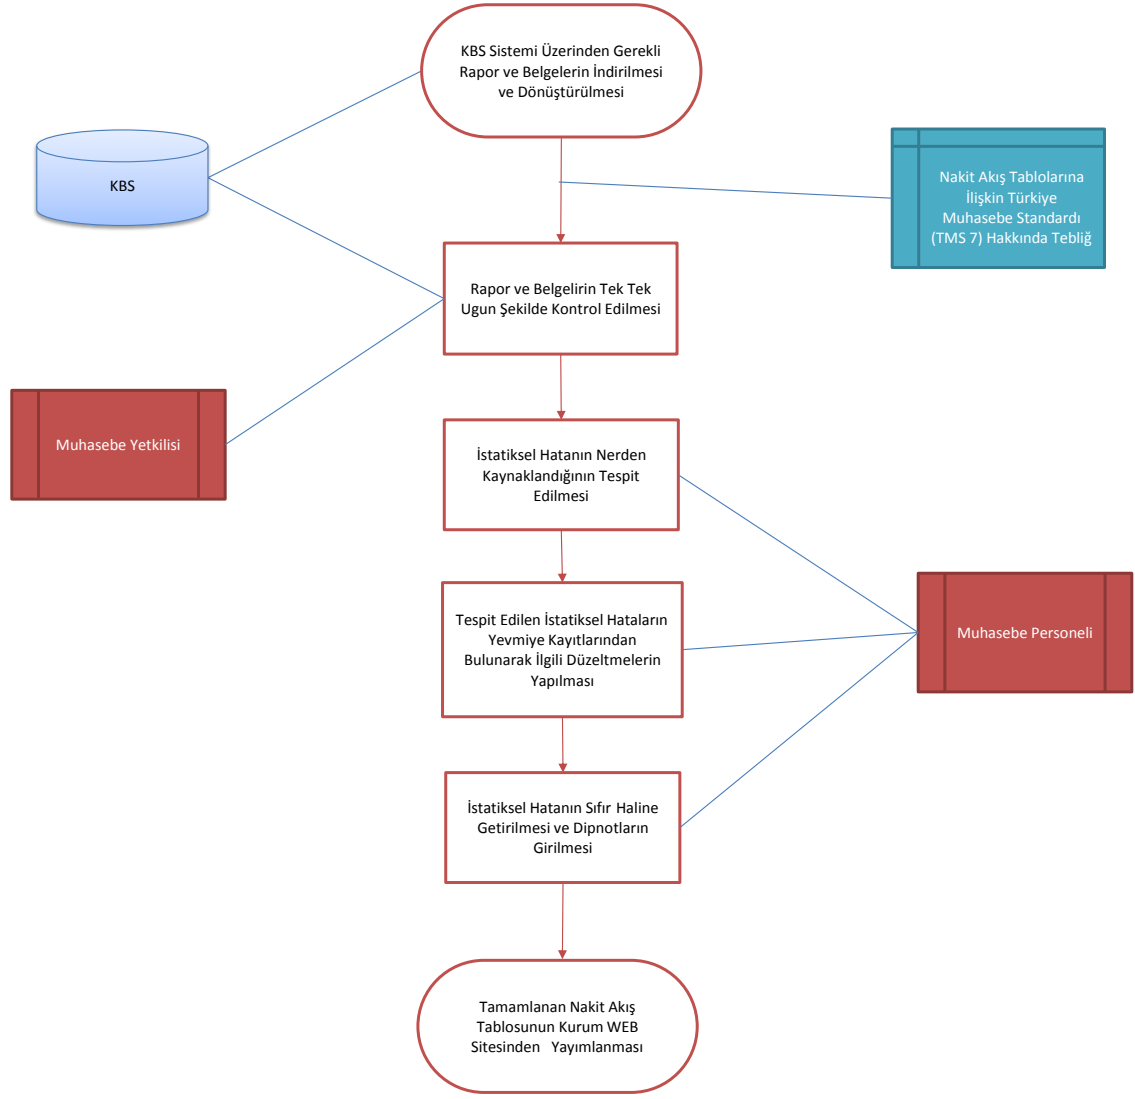 KBS Sistemi Üzerinden Gerekli
Rapor ve Belgelerin İndirilmesi
ve Dönüştürülmesi
KBS
Nakit Akış Tablolarına
İlişkin Türkiye
Muhasebe Standardı
(TMS 7) Hakkında Tebliğ
Rapor ve Belgelirin Tek Tek
Ugun Şekilde Kontrol Edilmesi
Muhasebe Yetkilisi
İstatiksel Hatanın Nerden
Kaynaklandığının Tespit
Edilmesi
Tespit Edilen İstatiksel Hataların
Yevmiye Kayıtlarından
Bulunarak İlgili Düzeltmelerin
Yapılması
Muhasebe Personeli
İstatiksel Hatanın Sıfır Haline
Getirilmesi ve Dipnotların
Girilmesi
Tamamlanan Nakit Akış
Tablosunun Kurum WEB
Sitesinden Yayımlanması